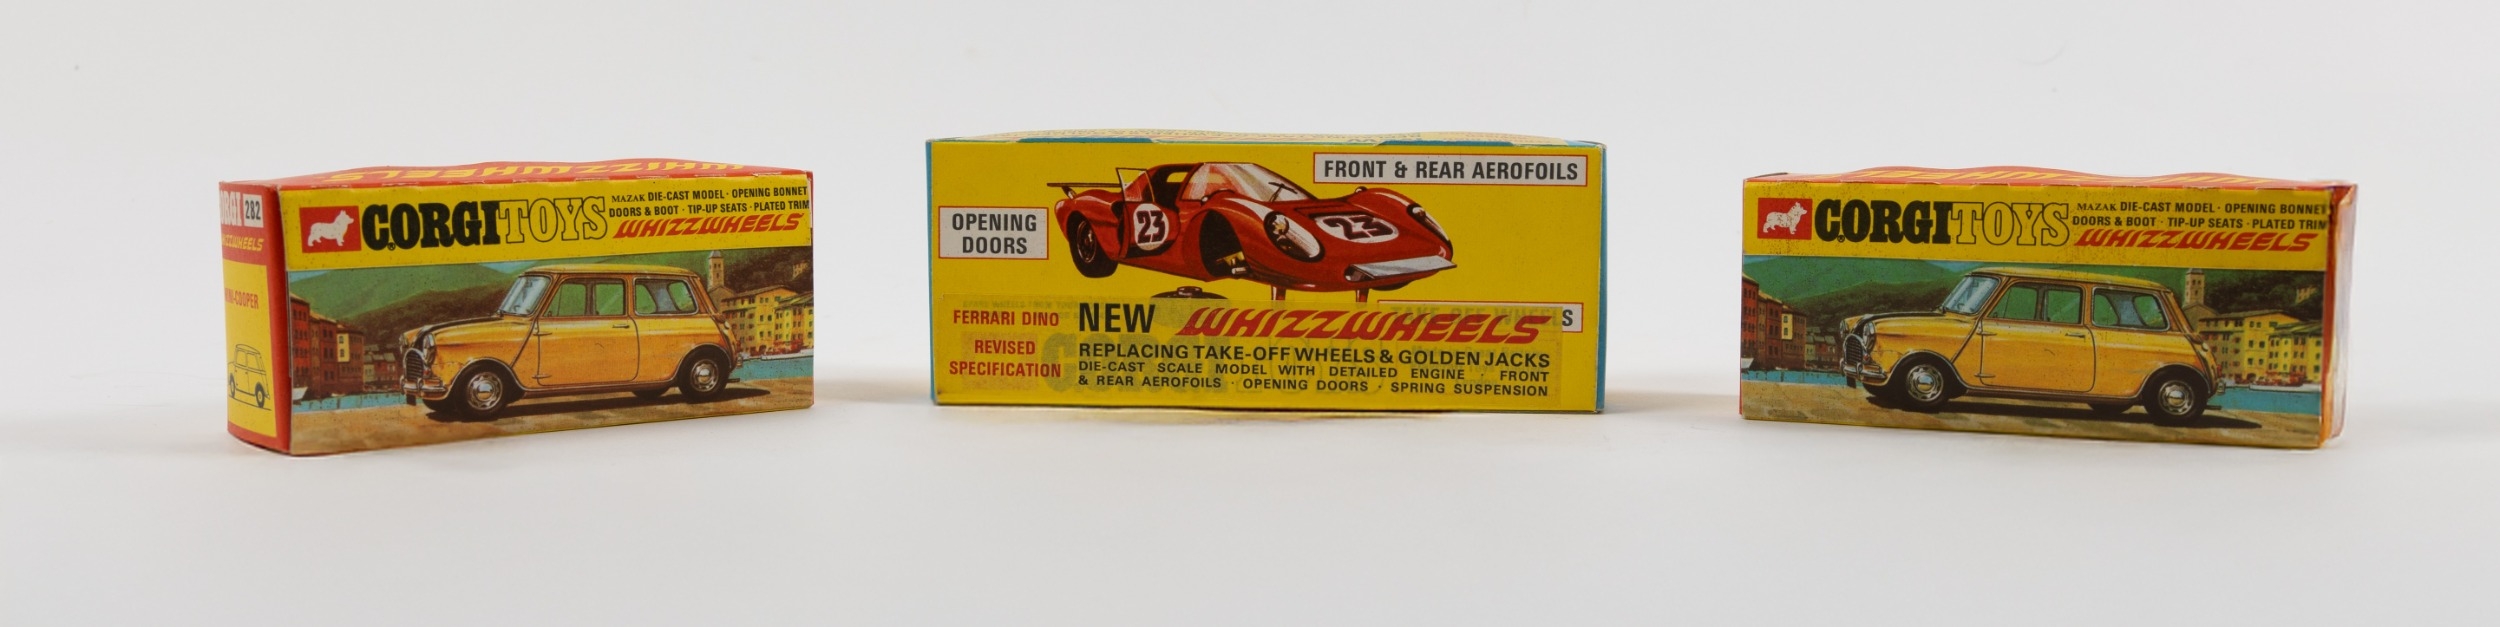 WHIZZWHEELS
282
WHIZZWHEELS
MINI-COOPER
CORGI TOYS
MAZAK DIE-CAST MODEL · OPENING BONNET
DOORS & BOOT · TIP-UP SEATS · PLATED TRIM
WHIZZWHEELS
FRONT & REAR AEROFOILS
OPENING
DOORS
23
23
FERRARI DINO
REVISED
SPECIFICATION
NEW WHIZZWHEELS
REPLACING TAKE-OFF WHEELS & GOLDEN JACKS
DIE-CAST SCALE MODEL WITH DETAILED ENGINE · FRONT
& REAR AEROFOILS · OPENING DOORS · SPRING SUSPENSION
CORGI TOYS
MAZAK DIE-CAST MODEL · OPENING BONNET
DOORS & BOOT · TIP-UP SEATS · PLATED TRIM
WHIZZWHEELS